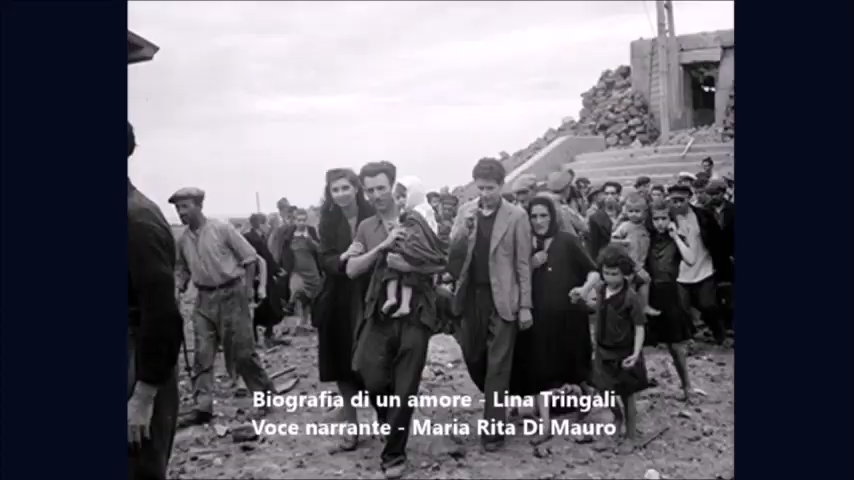 Biografia di un amore - Lina Tringali
Voce narrante - Maria Rita Di Mauro